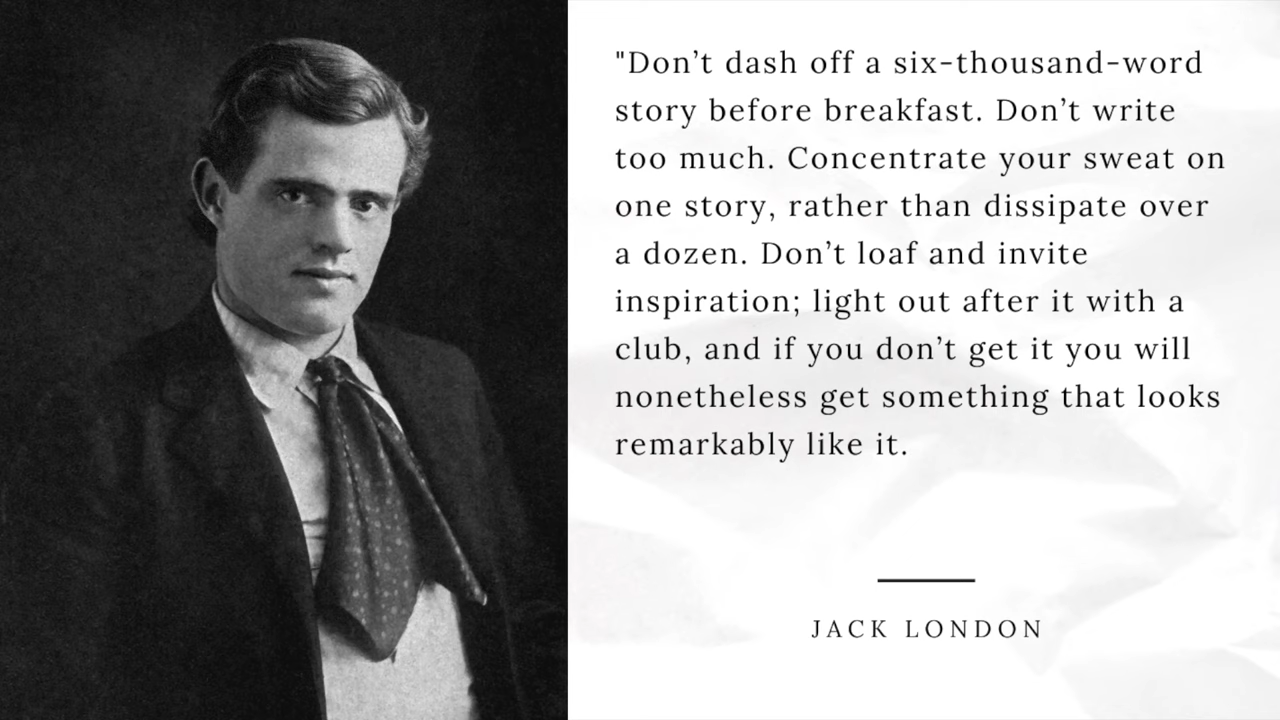 "Don’t dash off a six-thousand-word
story before breakfast. Don’t write
too much. Concentrate your sweat on
one story, rather than dissipate over
a dozen. Don’t loaf and invite
inspiration; light out after it with a
club, and if you don’t get it you will
nonetheless get something that looks
remarkably like it.
JACK LONDON